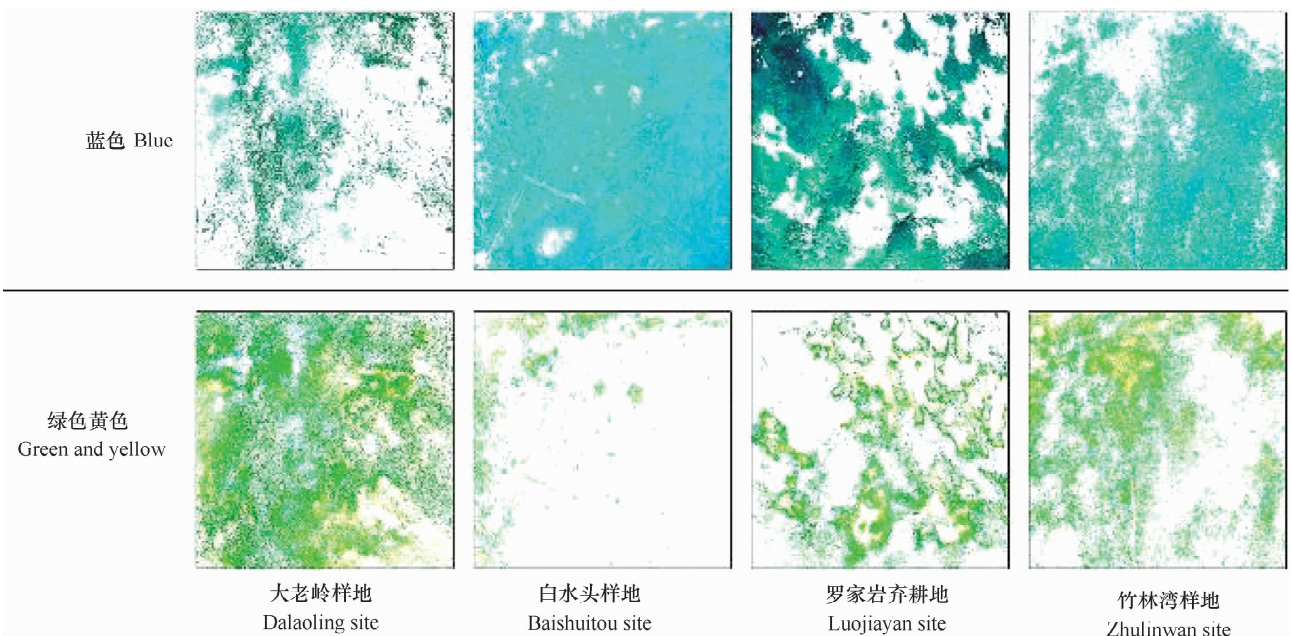 蓝色 Blue
绿色黄色
Green and yellow
大老岭样地
Dalaoling site
白水头样地
Baishuitou site
罗家岩弃耕地
Luojiayan site
竹林湾样地
Zhulinwan site